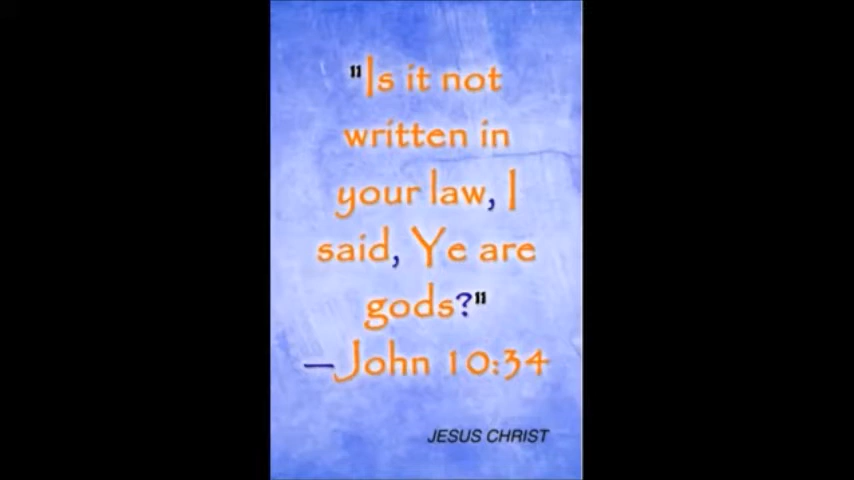 "Is it not
written in
your law, I
said, Ye are
gods?"
—John 10:34
JESUS CHRIST